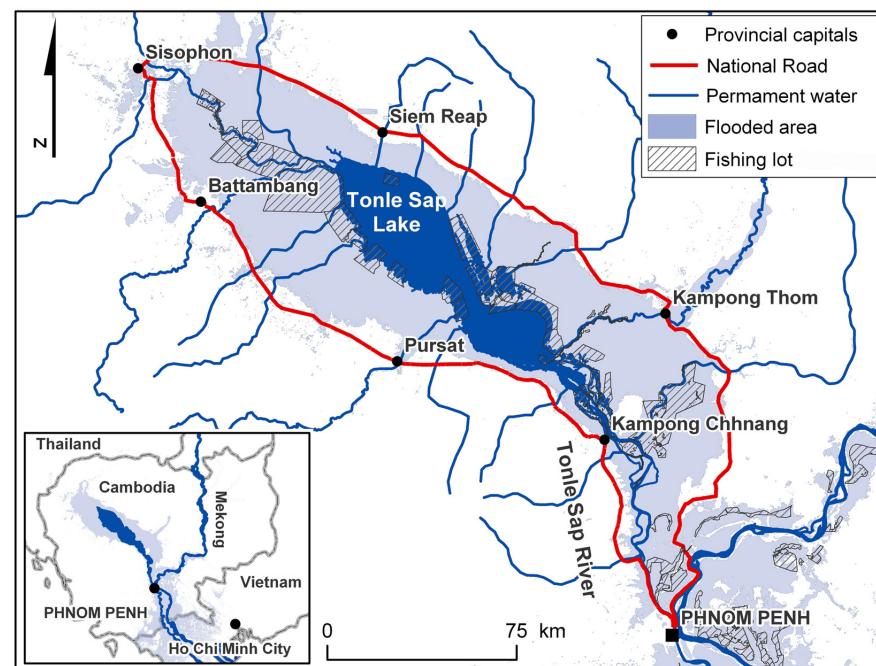 Provincial capitals
National Road
Permament water
Flooded area
Fishing lot
N
Sisophon
Siem Reap
Battambang
Tonle Sap
Lake
Kampong Thom
Pursat
Kampong Chhnang
Tonle Sap River
PHNOM PENH
0 75 km
Thailand
Cambodia
Mekong
Vietnam
PHNOM PENH
Ho Chi Minh City